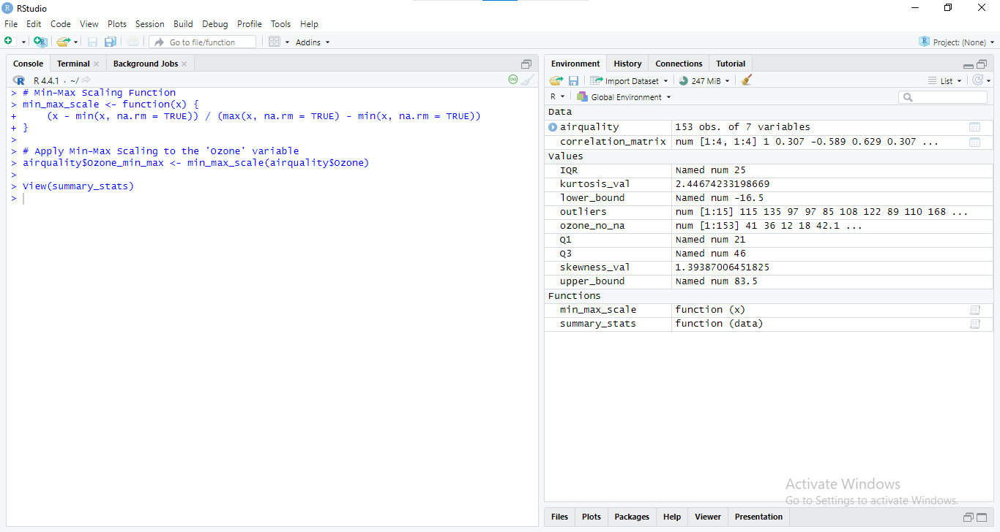 RStudio
File Edit Code View Plots Session Build Debug Profile Tools Help
Go to file/function Addins Project: (None)
Console Terminal Background Jobs
R 4.4.1 · ~/
> # Min-Max Scaling Function
> min_max_scale <- function(x) {
+     (x - min(x, na.rm = TRUE)) / (max(x, na.rm = TRUE) - min(x, na.rm = TRUE))
+ }
>
> # Apply Min-Max Scaling to the 'Ozone' variable
> airquality$Ozone_min_max <- min_max_scale(airquality$Ozone)
>
> View(summary_stats)
>
Environment History Connections Tutorial
Import Dataset 247 MiB List
R Global Environment
Data
airquality 153 obs. of 7 variables
correlation_matrix num [1:4, 1:4] 1 0.307 -0.589 0.629 0.307 ...
Values
IQR Named num 25
kurtosis_val 2.44674233198669
lower_bound Named num -16.5
outliers num [1:15] 115 135 97 97 85 108 122 89 110 168 ...
ozone_no_na num [1:153] 41 36 12 18 42.1 ...
Q1 Named num 21
Q3 Named num 46
skewness_val 1.39387006451825
upper_bound Named num 83.5
Functions
min_max_scale function (x)
summary_stats function (data)
Activate Windows
Go to Settings to activate Windows.
Files Plots Packages Help Viewer Presentation